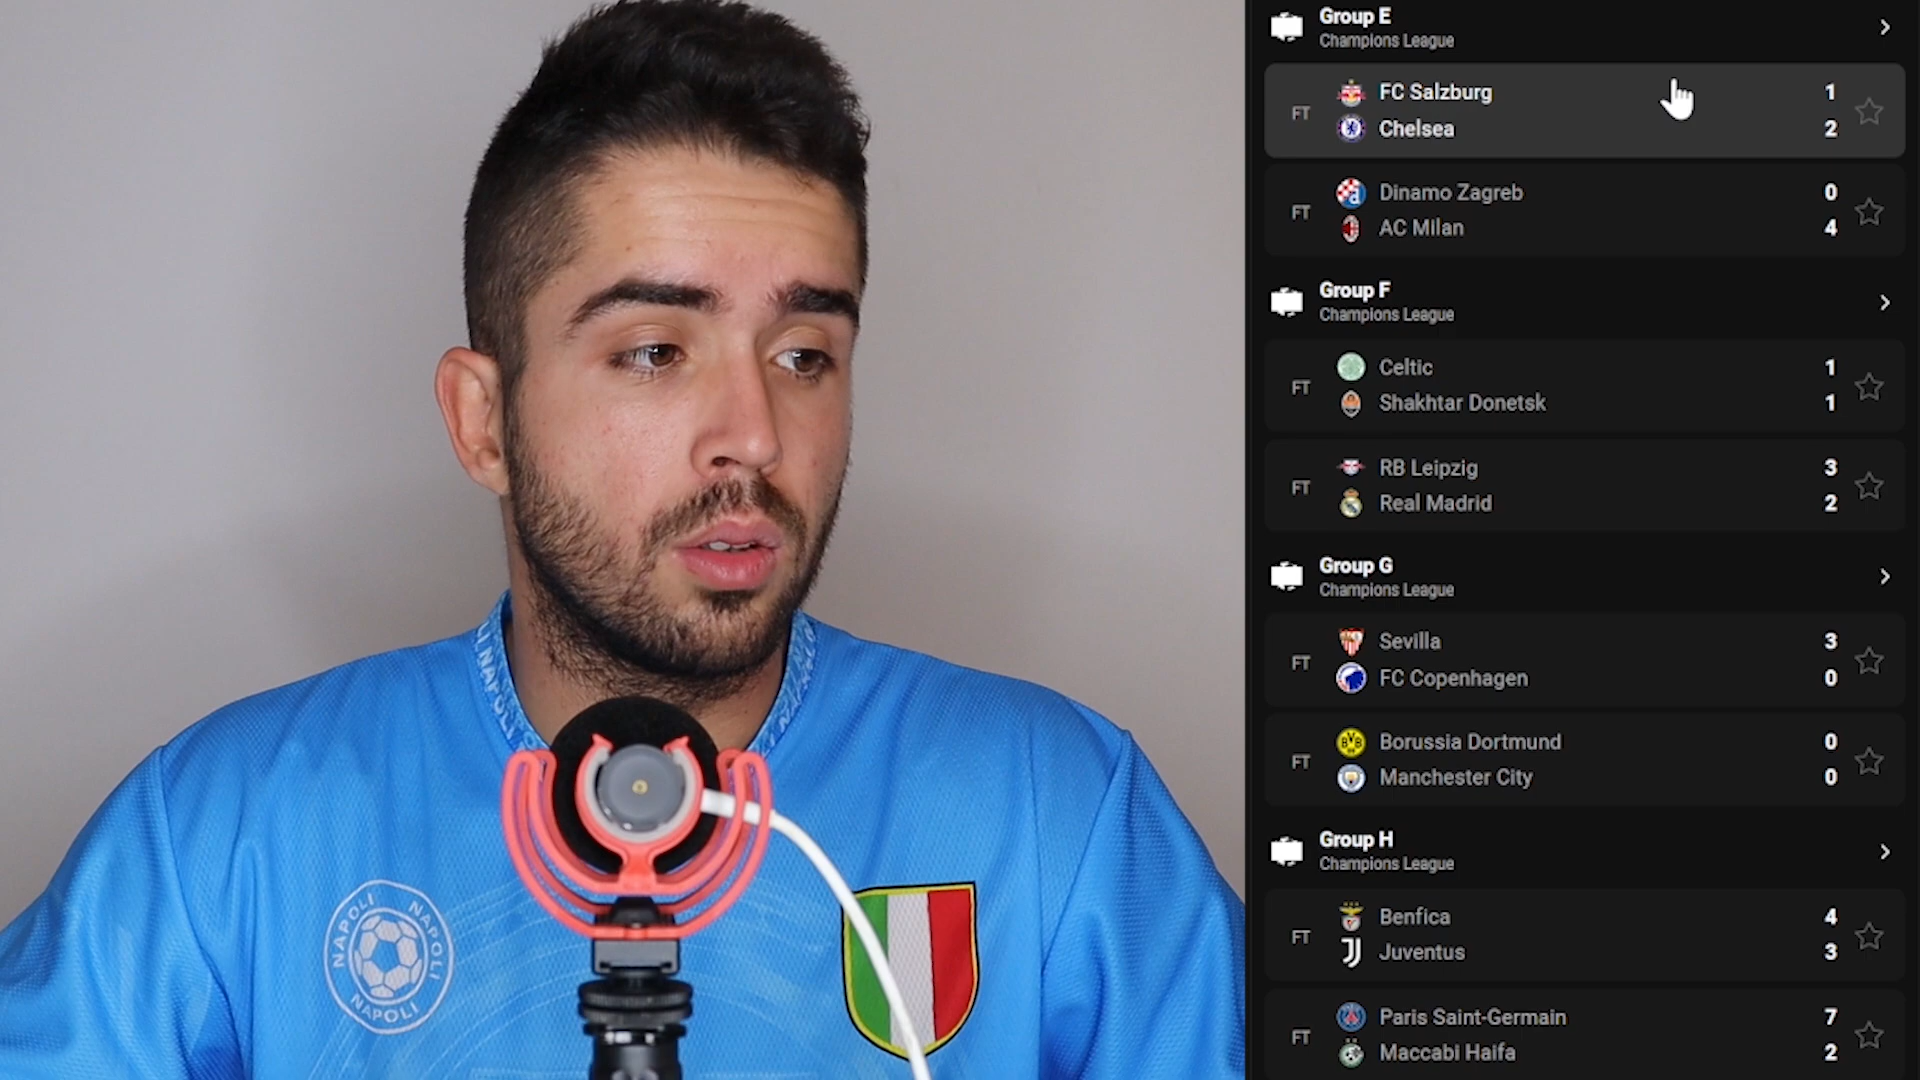 Group E
Champions League
FT
FC Salzburg 1
Chelsea 2
FT
Dinamo Zagreb 0
AC Milan 4
Group F
Champions League
FT
Celtic 1
Shakhtar Donetsk 1
FT
RB Leipzig 3
Real Madrid 2
Group G
Champions League
FT
Sevilla 3
FC Copenhagen 0
FT
Borussia Dortmund 0
Manchester City 0
Group H
Champions League
FT
Benfica 4
Juventus 3
FT
Paris Saint-Germain 7
Maccabi Haifa 2
NAPOLI NAPOLI
NAPOLI
NAPOLI